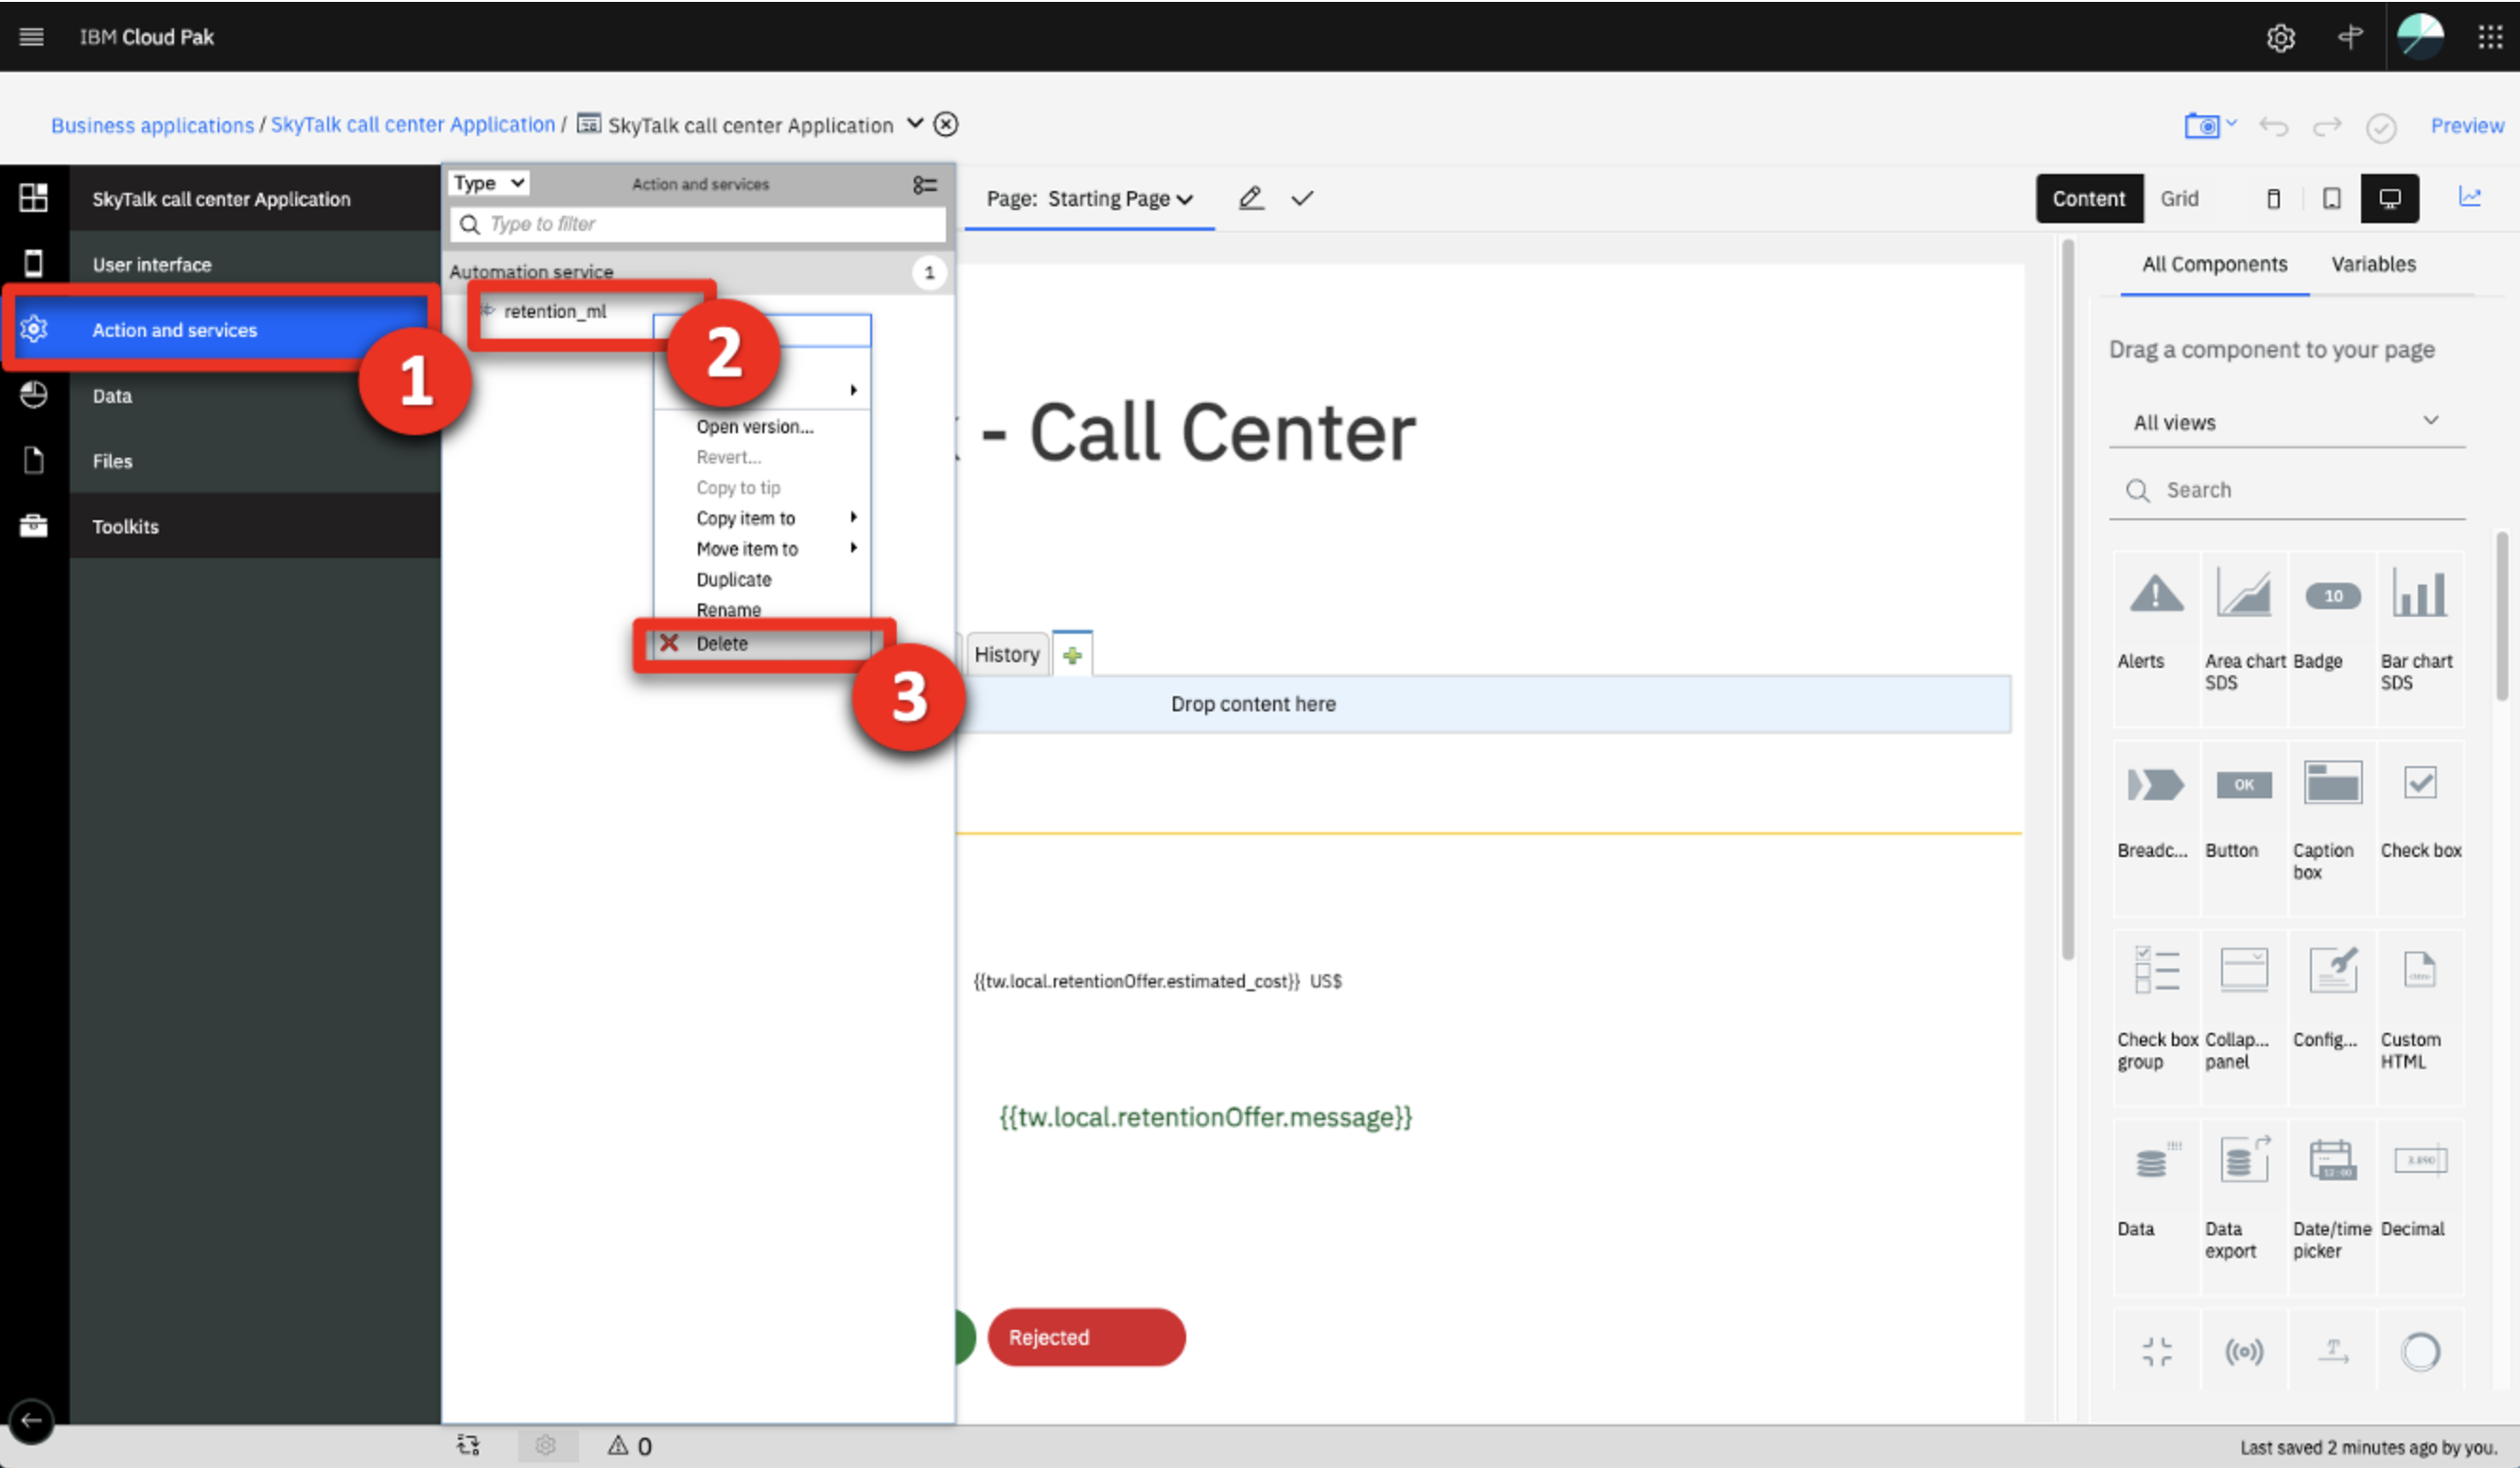 IBM Cloud Pak
Business applications / SkyTalk call center Application / SkyTalk call center Application
Preview
SkyTalk call center Application
User interface
Action and services
Data
Files
Toolkits
1
Type
Action and services
Type to filter
Automation service 1
retention_ml
2
Open version...
Revert...
Copy to tip
Copy item to
Move item to
Duplicate
Rename
Delete
3
Page: Starting Page
Content Grid
- Call Center
History
Drop content here
{{tw.local.retentionOffer.estimated_cost}} US$
{{tw.local.retentionOffer.message}}
Rejected
All Components Variables
Drag a component to your page
All views
Search
10
Alerts
Area chart SDS
Badge
Bar chart SDS
OK
Breadc...
Button
Caption box
Check box
Check box group
Collap... panel
Config...
Custom HTML
12:00
3.890
Data
Data export
Date/time picker
Decimal
T
0
Last saved 2 minutes ago by you.